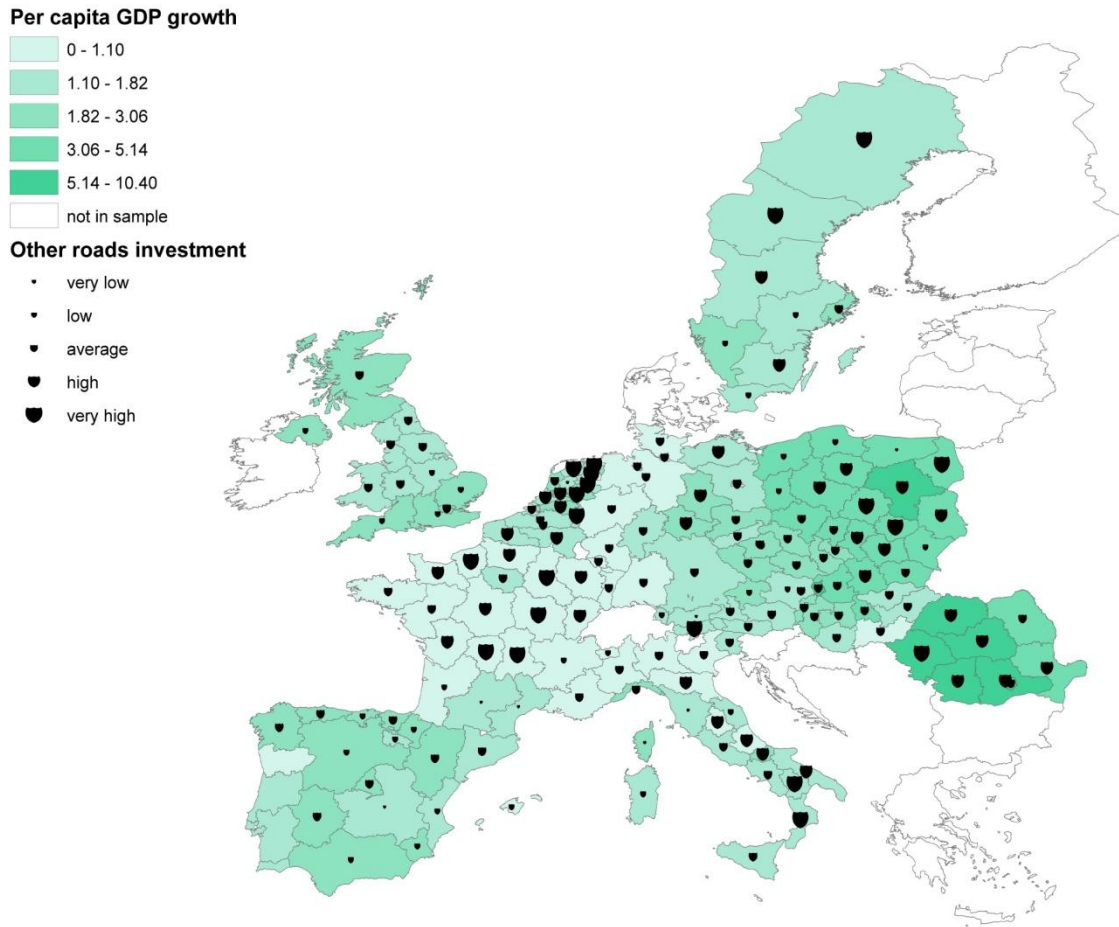 Per capita GDP growth
0 - 1.10
1.10 - 1.82
1.82 - 3.06
3.06 - 5.14
5.14 - 10.40
not in sample
Other roads investment
very low
low
average
high
very high